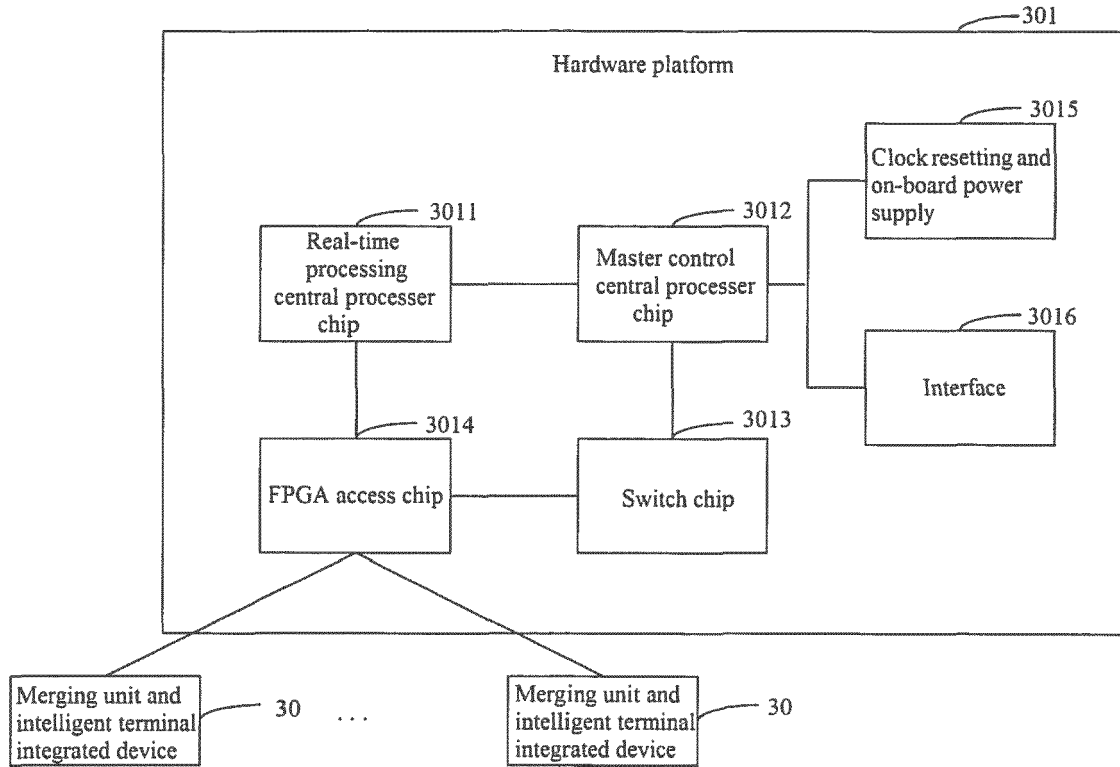 301
Hardware platform
3015
Clock resetting and
on-board power
supply
3011
Real-time
processing
central processer
chip
3012
Master control
central processer
chip
3016
Interface
3014
FPGA access chip
3013
Switch chip
Merging unit and
intelligent terminal
integrated device
30
...
Merging unit and
intelligent terminal
integrated device
30